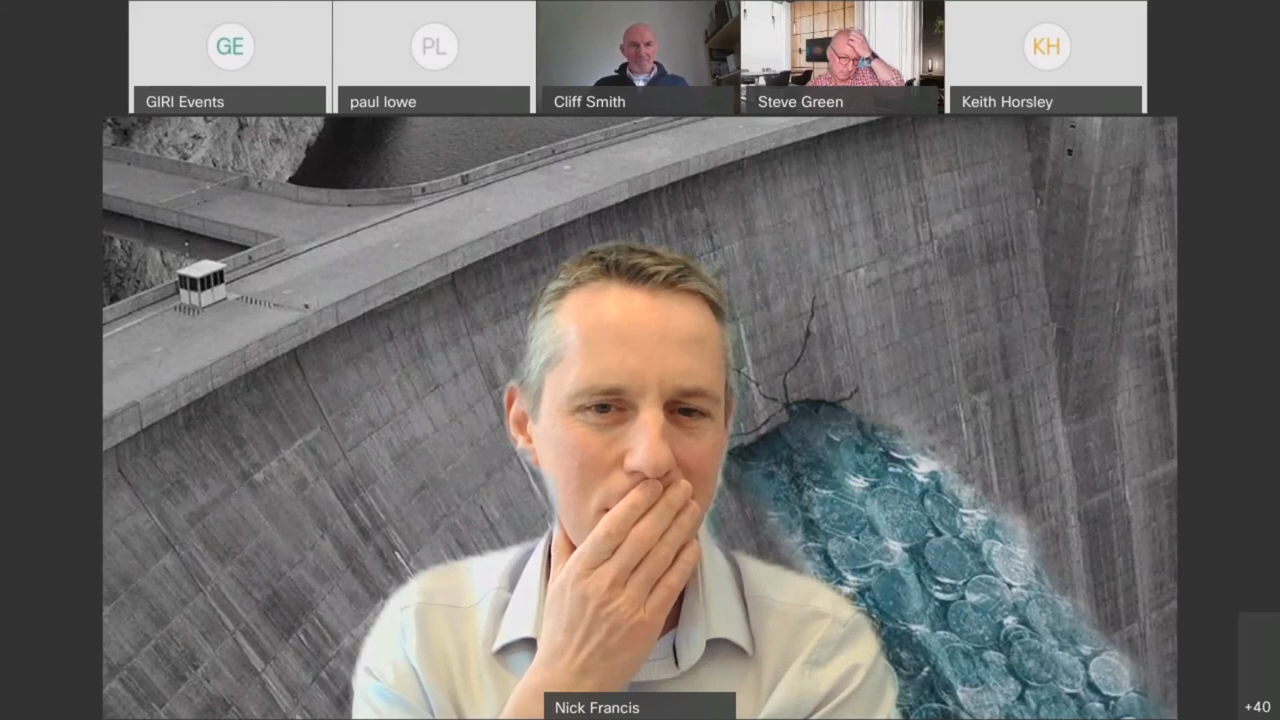 GE
PL
KH
GIRI Events
paul lowe
Cliff Smith
Steve Green
Keith Horsley
Nick Francis
+40